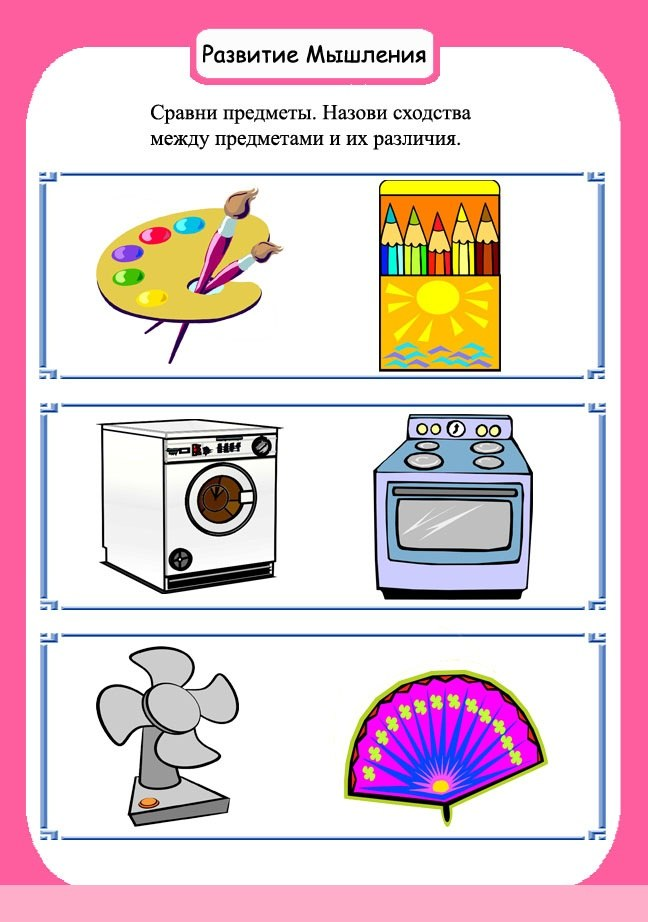 Развитие Мышления
Сравни предметы. Назови сходства
между предметами и их различия.